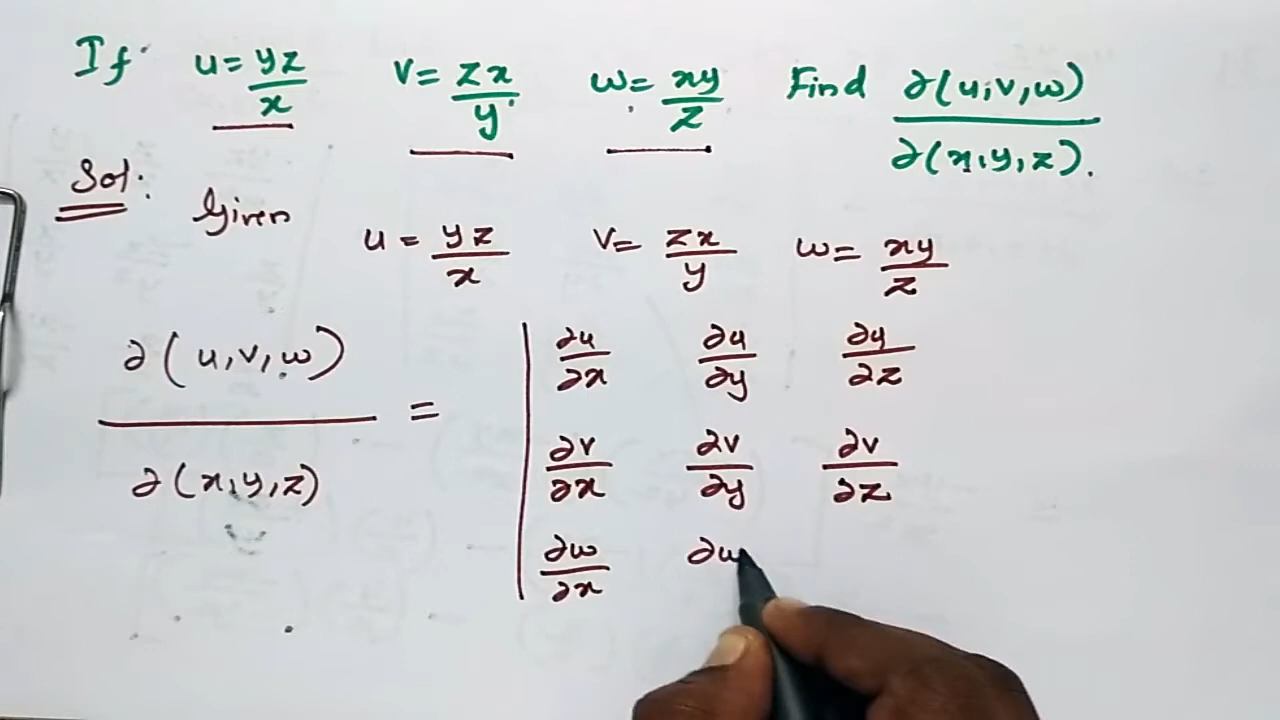 If u = yz/x v = zx/y w = xy/z Find ∂(u,v,w)/∂(x,y,z).
Sol: Given
u = yz/x v = zx/y w = xy/z
∂(u,v,w)/∂(x,y,z) = | ∂u/∂x ∂u/∂y ∂u/∂z
∂v/∂x ∂v/∂y ∂v/∂z
∂w/∂x ∂w